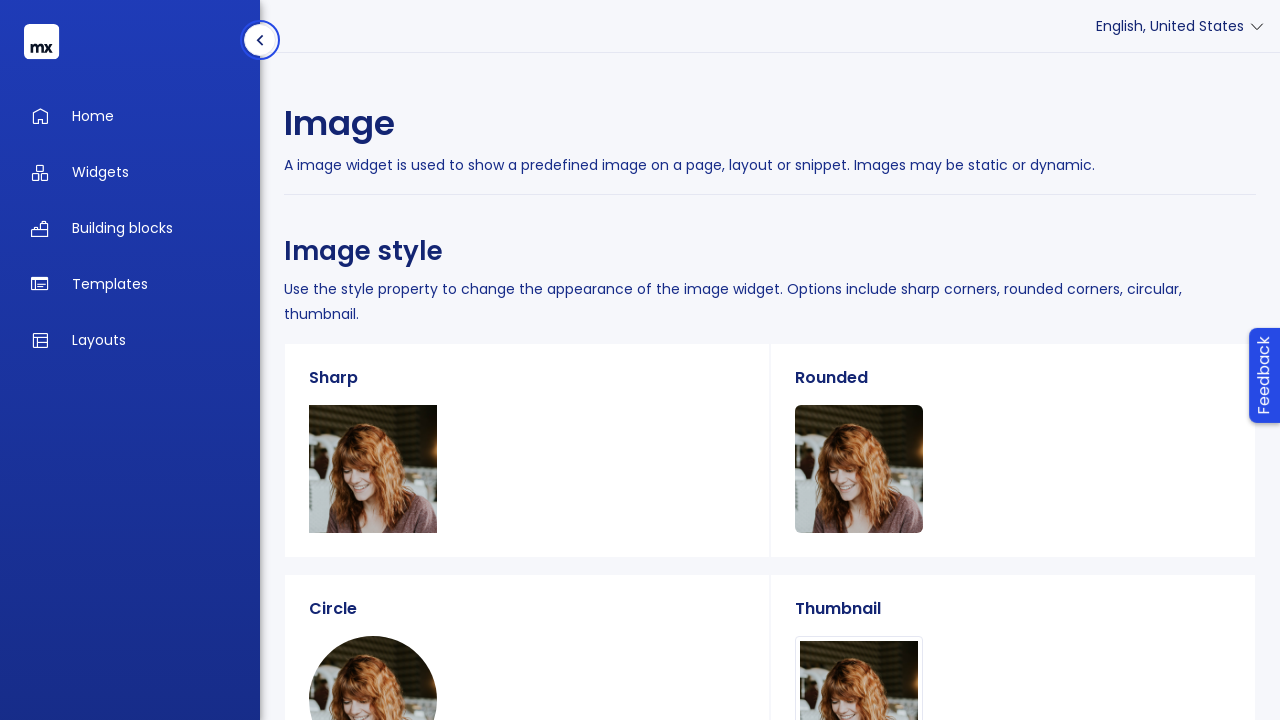 mx
English, United States
Home
Widgets
Building blocks
Templates
Layouts
Image
A image widget is used to show a predefined image on a page, layout or snippet. Images may be static or dynamic.
Image style
Use the style property to change the appearance of the image widget. Options include sharp corners, rounded corners, circular,
thumbnail.
Sharp
Rounded
Circle
Thumbnail
Feedback